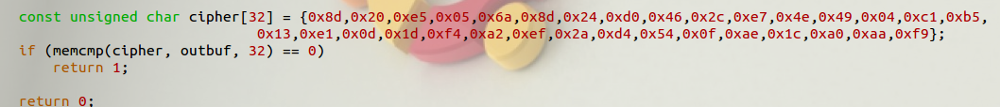 const unsigned char cipher[32] = {0x8d,0x20,0xe5,0x05,0x6a,0x8d,0x24,0xd0,0x46,0x2c,0xe7,0x4e,0x49,0x04,0xc1,0xb5,
0x13,0xe1,0x0d,0x1d,0xf4,0xa2,0xef,0x2a,0xd4,0x54,0x0f,0xae,0x1c,0xa0,0xaa,0xf9};
if (memcmp(cipher, outbuf, 32) == 0)
return 1;
return 0;